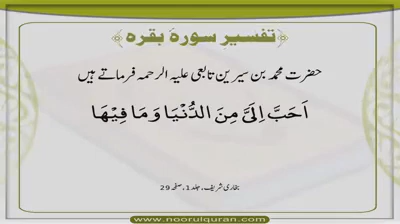 تفسیر سورۂ بقرہ
حضرت محمد بن سیرین تابعی علیہ الرحمہ فرماتے ہیں
اَحَبَّ اِلَیَّ مِنَ الدُّنْیَا وَمَا فِیْهَا
بخاری شریف، جلد 1، صفحہ 29
www.noorulquran.com